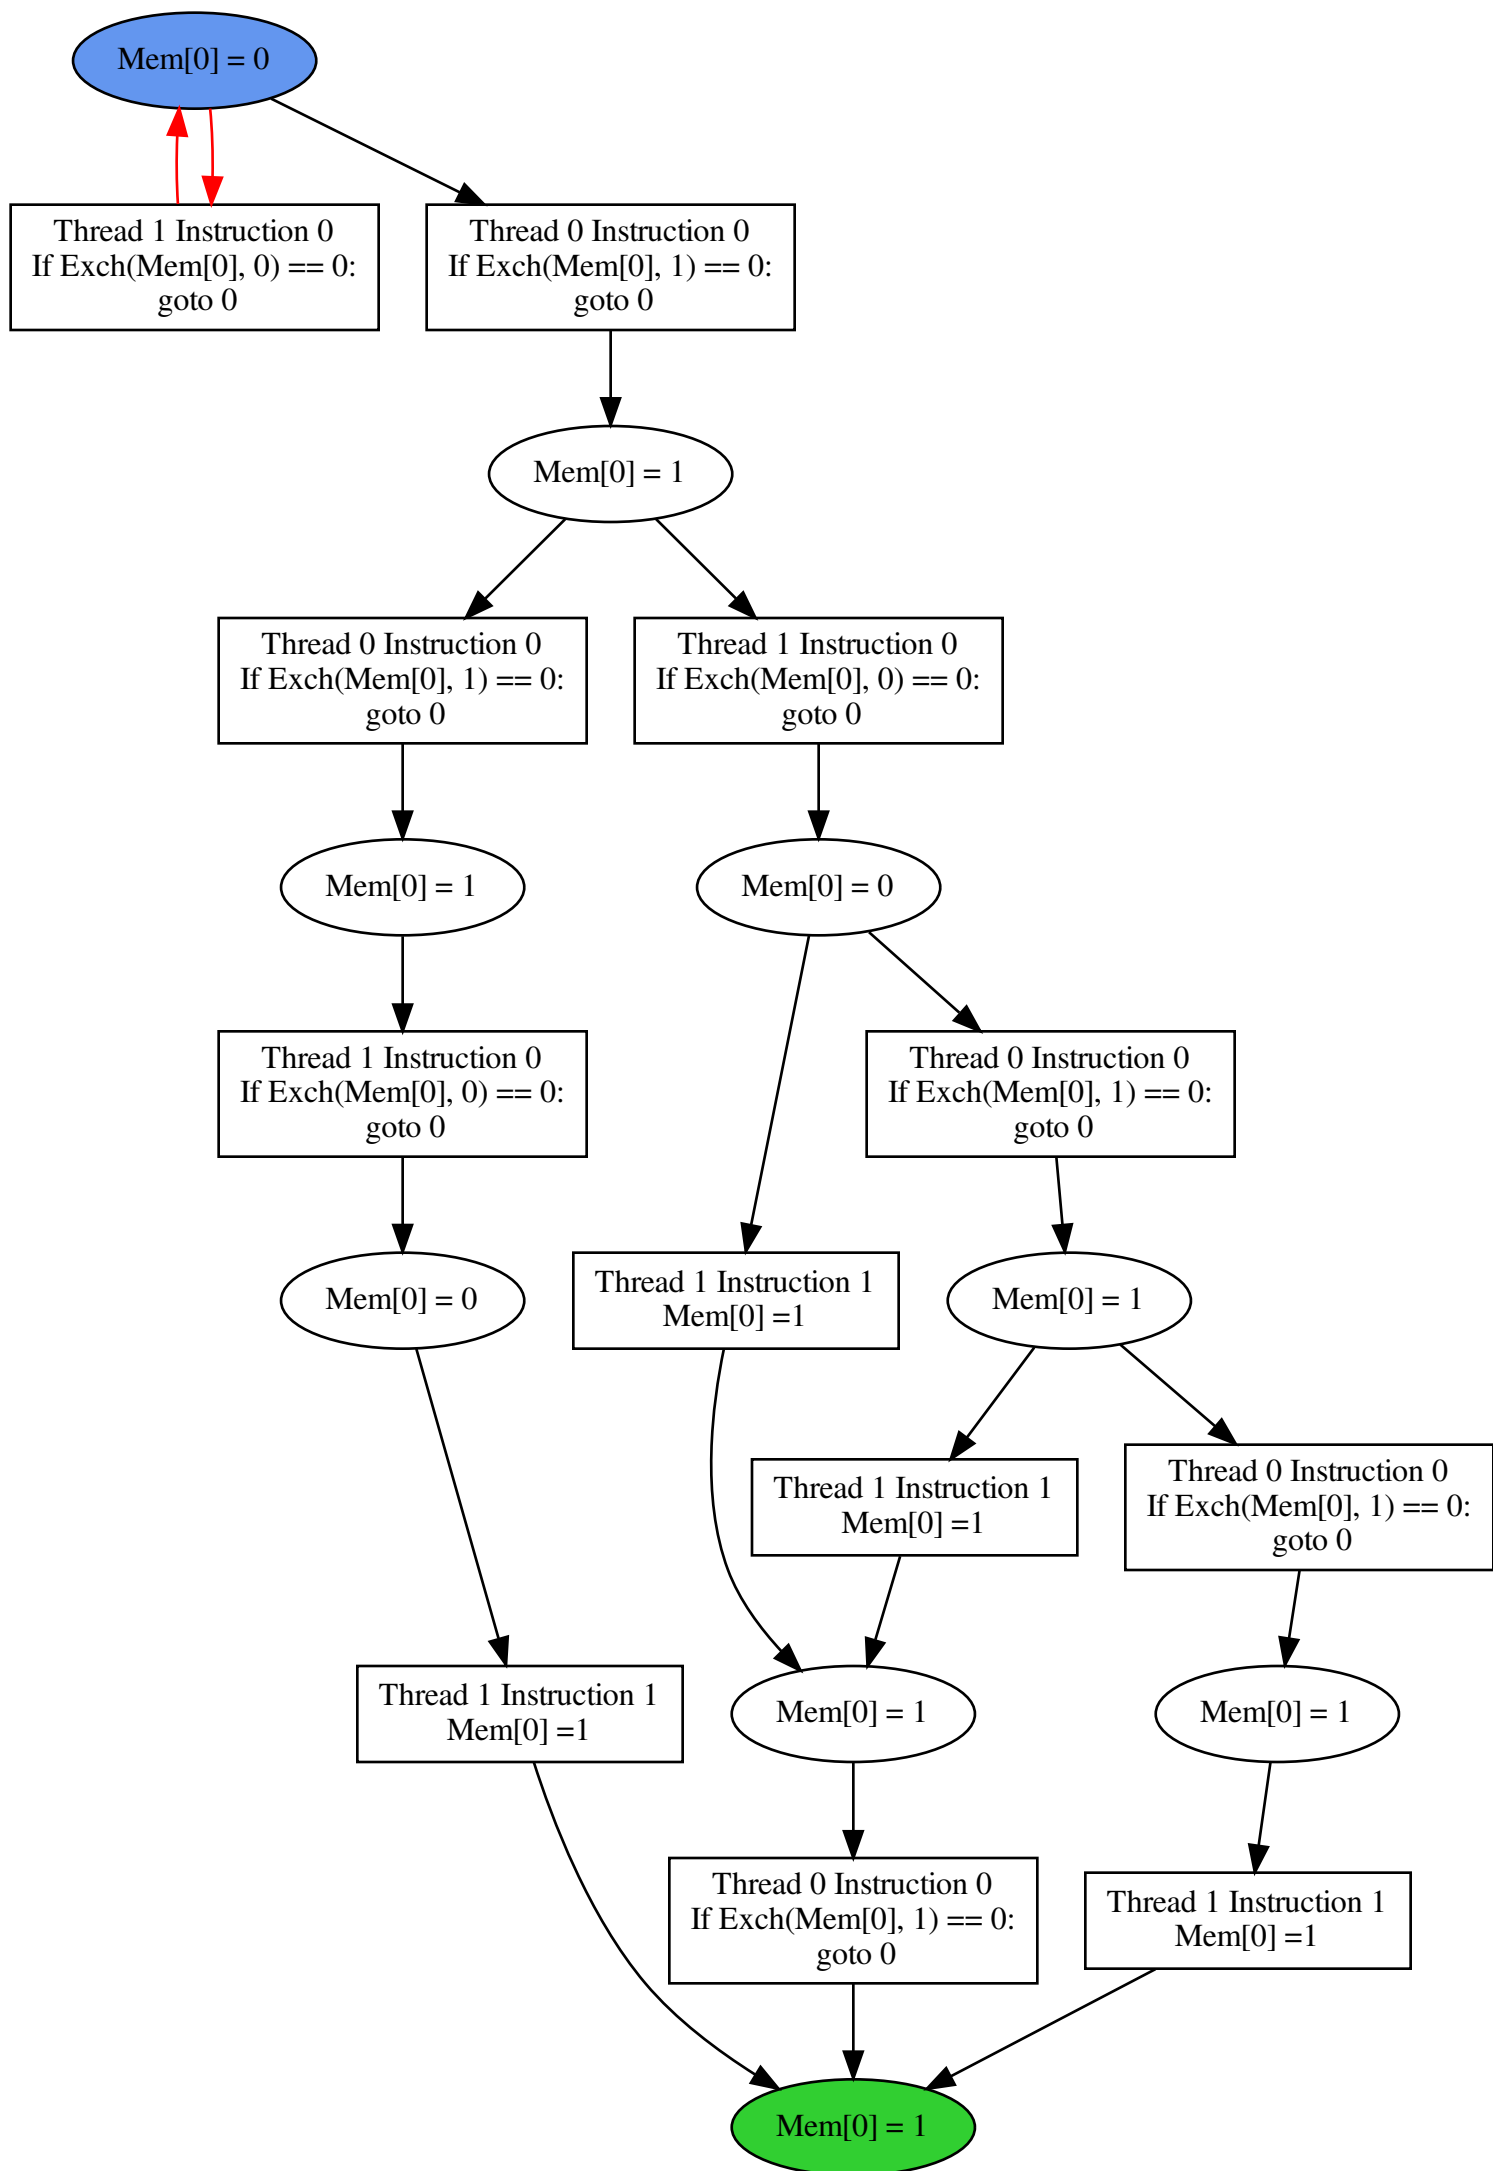 Mem[0] = 0
Thread 1 Instruction 0
If Exch(Mem[0], 0) == 0:
goto 0
Thread 0 Instruction 0
If Exch(Mem[0], 1) == 0:
goto 0
Mem[0] = 1
Thread 0 Instruction 0
If Exch(Mem[0], 1) == 0:
goto 0
Thread 1 Instruction 0
If Exch(Mem[0], 0) == 0:
goto 0
Mem[0] = 1
Mem[0] = 0
Thread 1 Instruction 0
If Exch(Mem[0], 0) == 0:
goto 0
Thread 0 Instruction 0
If Exch(Mem[0], 1) == 0:
goto 0
Mem[0] = 0
Thread 1 Instruction 1
Mem[0] =1
Mem[0] = 1
Thread 1 Instruction 1
Mem[0] =1
Thread 0 Instruction 0
If Exch(Mem[0], 1) == 0:
goto 0
Thread 1 Instruction 1
Mem[0] =1
Mem[0] = 1
Mem[0] = 1
Thread 0 Instruction 0
If Exch(Mem[0], 1) == 0:
goto 0
Thread 1 Instruction 1
Mem[0] =1
Mem[0] = 1